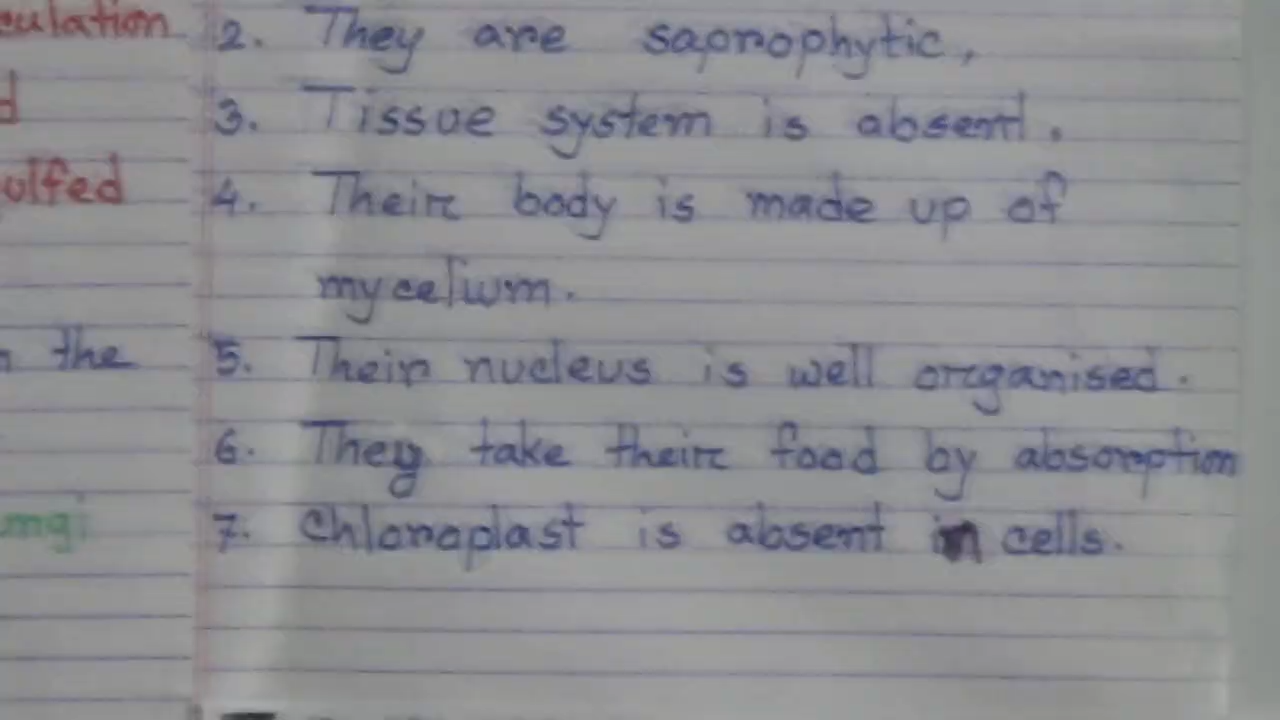 culation 2. They are saprophytic,
d 3. Tissue system is absent.
ulfed 4. Their body is made up of
mycelium.
the 5. Their nucleus is well organised.
6. They take their food by absorption
7. Chloroplast is absent in cells.